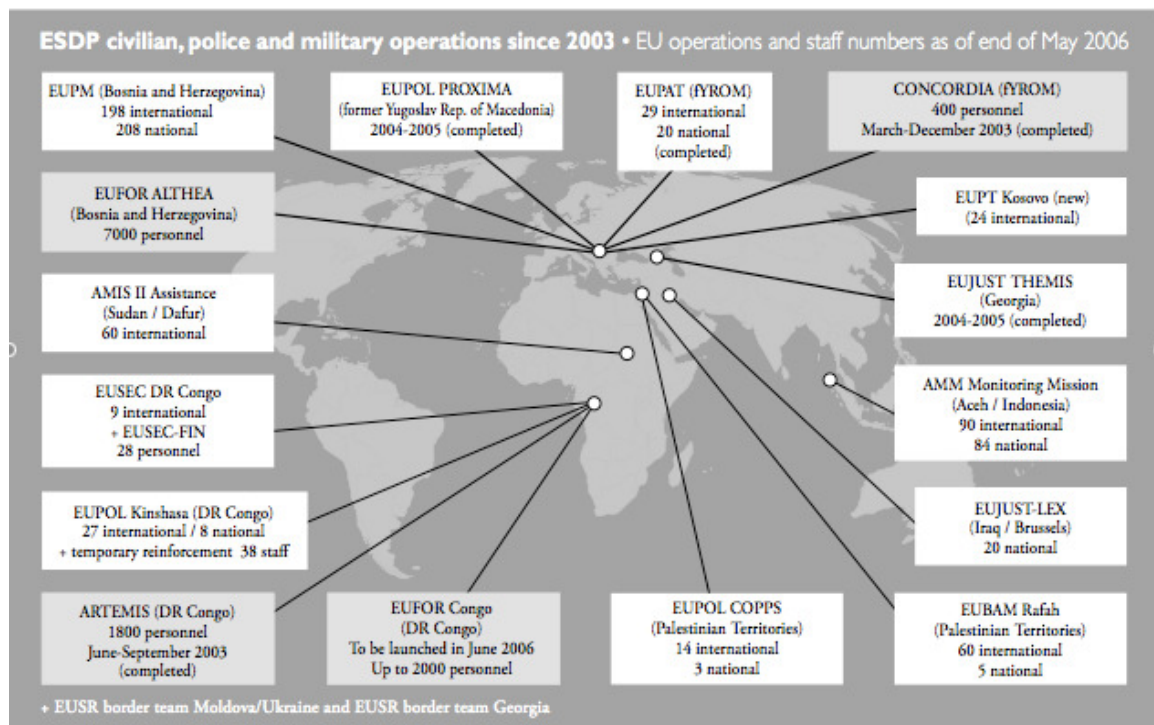 ESDP civilian, police and military operations since 2003 • EU operations and staff numbers as of end of May 2006
EUPM (Bosnia and Herzegovina)
198 international
208 national
EUPOL PROXIMA
(former Yugoslav Rep. of Macedonia)
2004-2005 (completed)
EUPAT (fYROM)
29 international
20 national
(completed)
CONCORDIA (fYROM)
400 personnel
March-December 2003 (completed)
EUFOR ALTHEA
(Bosnia and Herzegovina)
7000 personnel
EUPT Kosovo (new)
(24 international)
AMIS II Assistance
(Sudan / Dafur)
60 international
EUJUST THEMIS
(Georgia)
2004-2005 (completed)
EUSEC DR Congo
9 international
+ EUSEC-FIN
28 personnel
AMM Monitoring Mission
(Aceh / Indonesia)
90 international
84 national
EUPOL Kinshasa (DR Congo)
27 international / 8 national
+ temporary reinforcement 38 staff
EUJUST-LEX
(Iraq / Brussels)
20 national
ARTEMIS (DR Congo)
1800 personnel
June-September 2003
(completed)
EUFOR Congo
(DR Congo)
To be launched in June 2006
Up to 2000 personnel
EUPOL COPPS
(Palestinian Territories)
14 international
3 national
EUBAM Rafah
(Palestinian Territories)
60 international
5 national
+ EUSR border team Moldova/Ukraine and EUSR border team Georgia